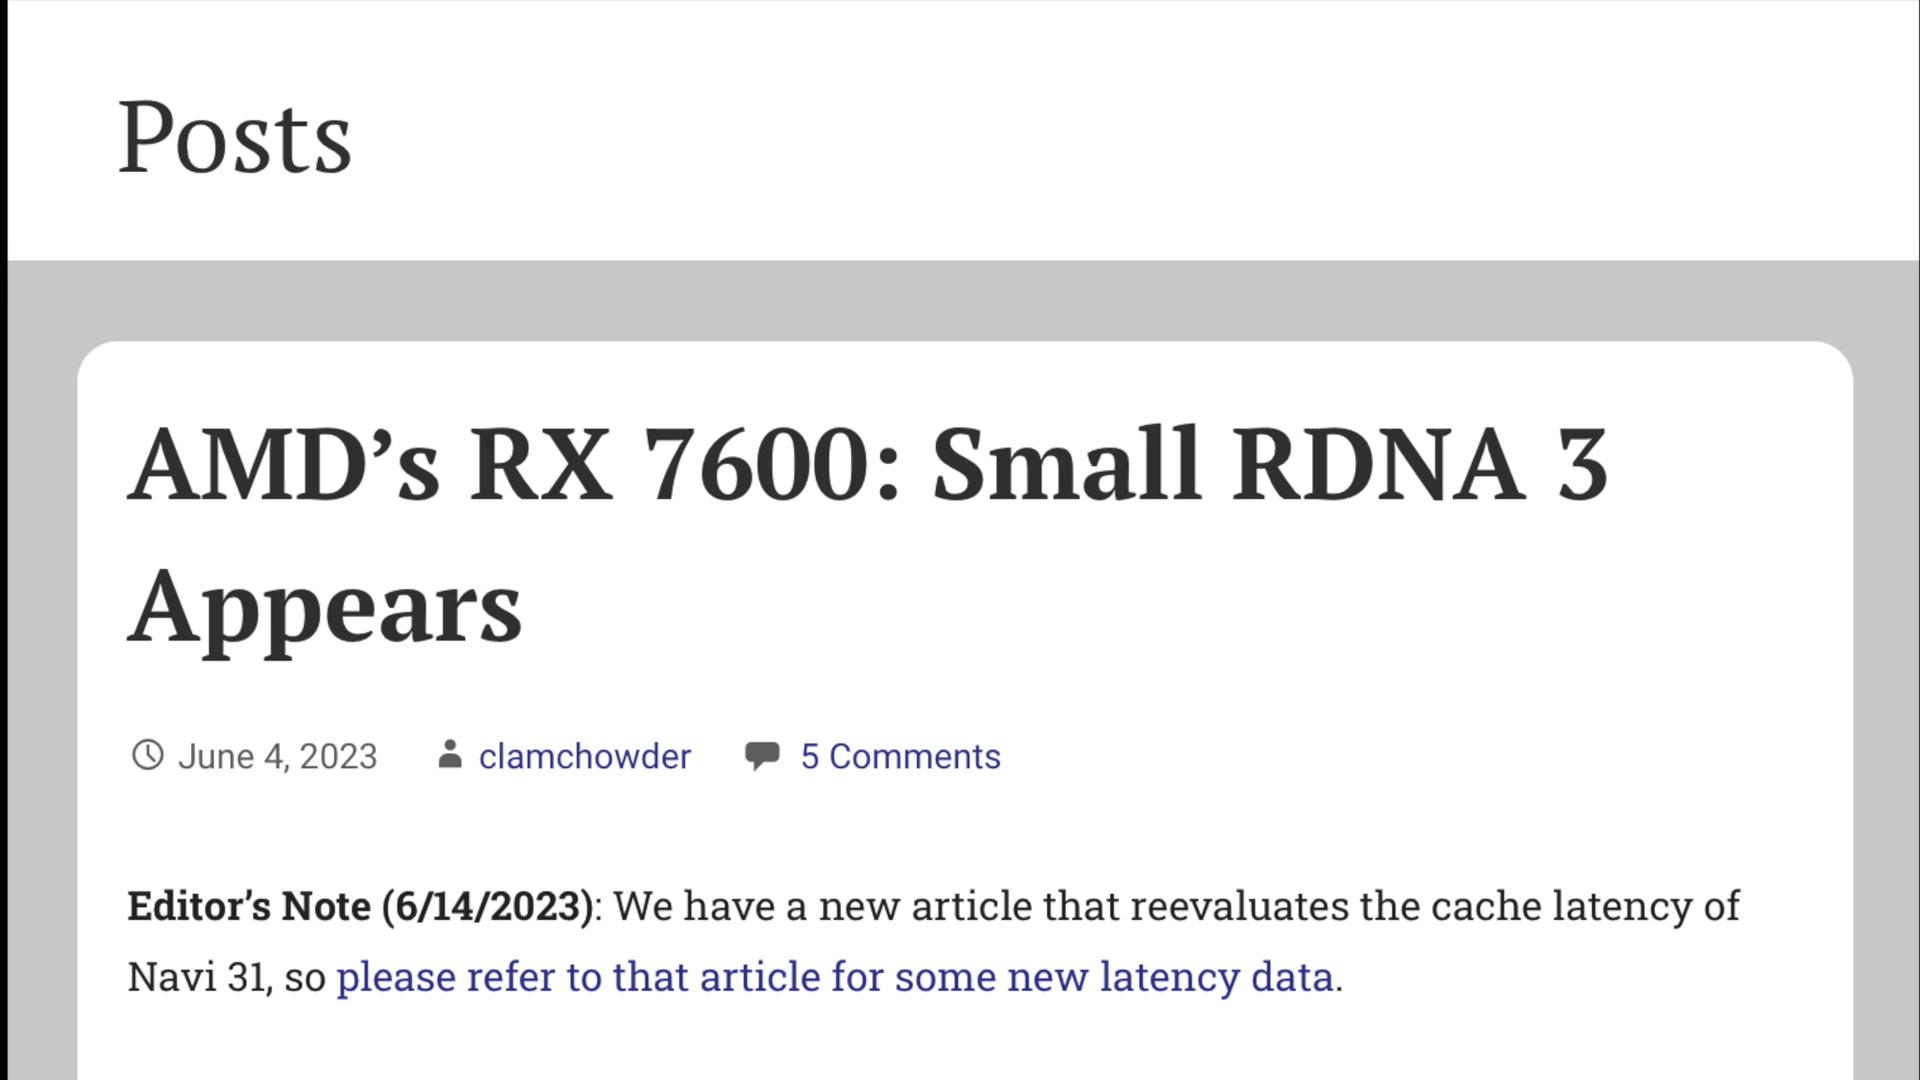 Posts
AMD’s RX 7600: Small RDNA 3
Appears
June 4, 2023 clamchowder 5 Comments
Editor’s Note (6/14/2023): We have a new article that reevaluates the cache latency of
Navi 31, so please refer to that article for some new latency data.